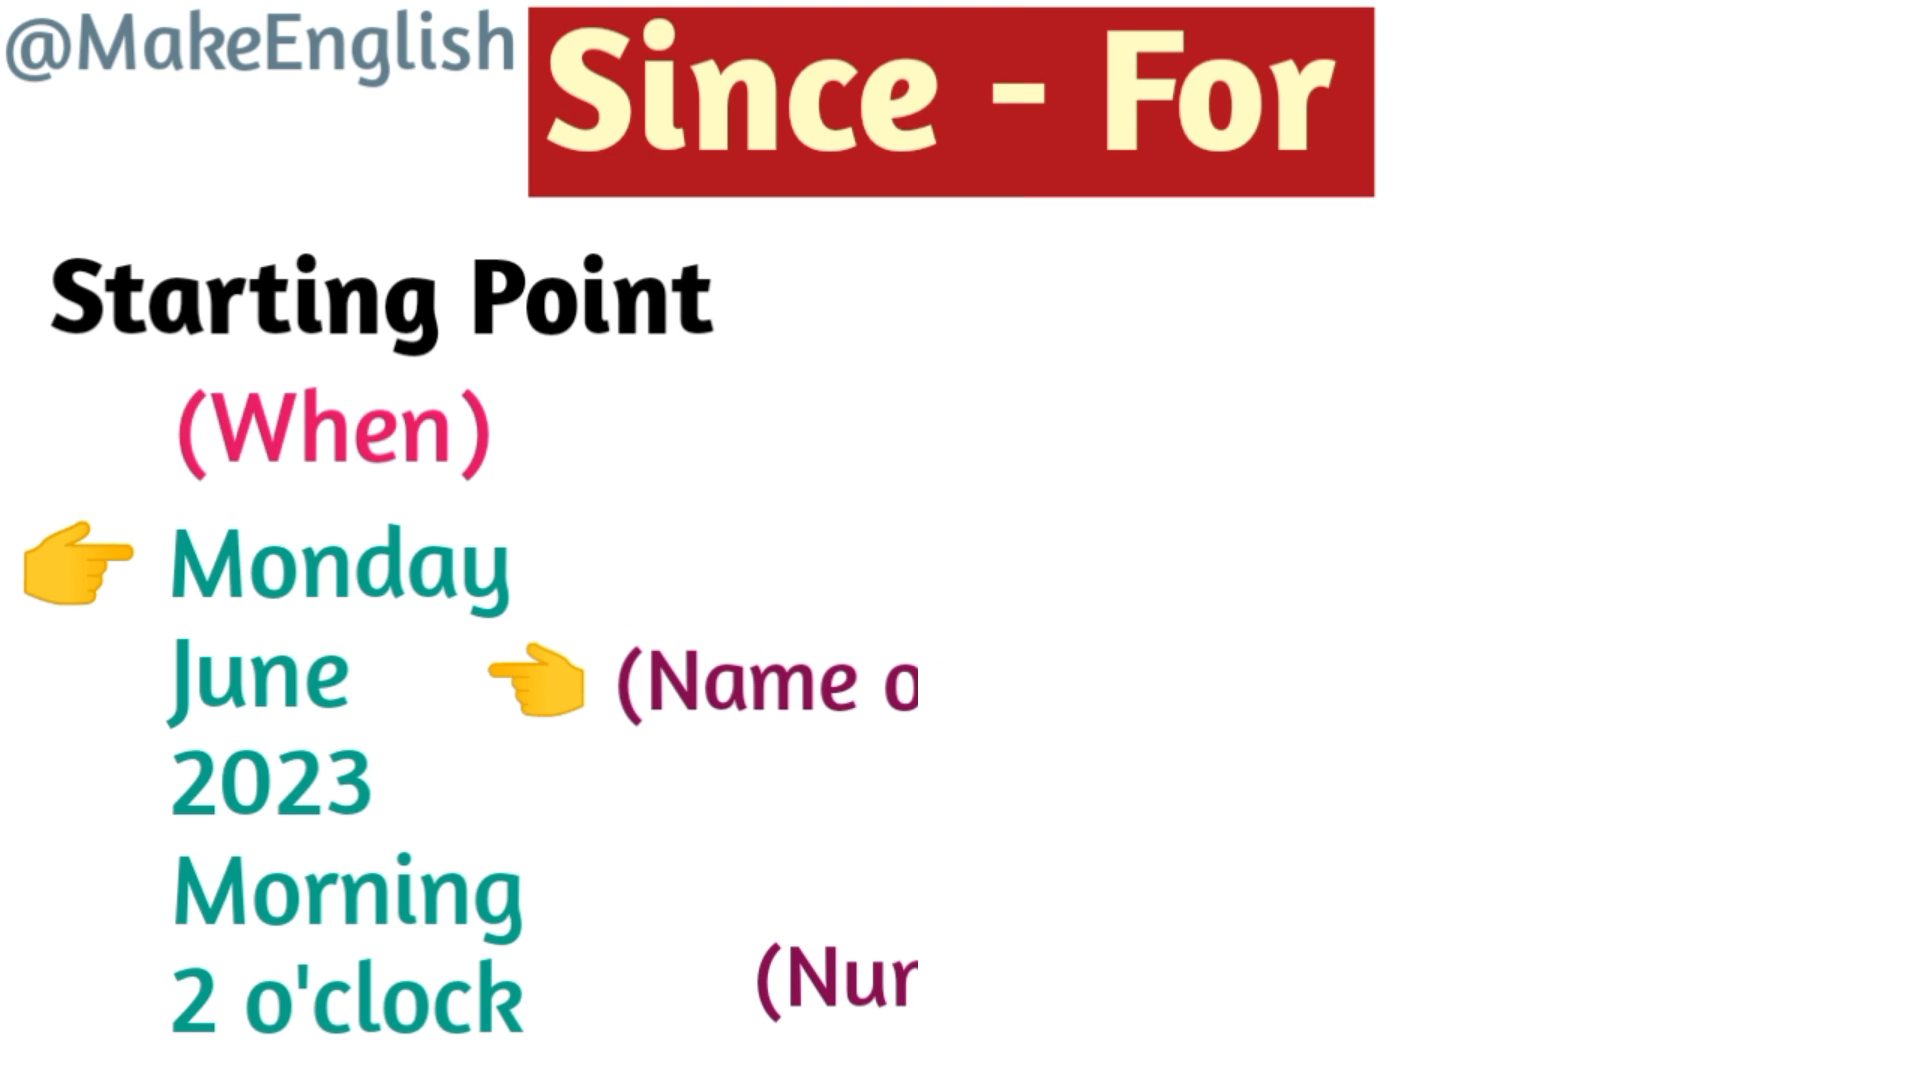 @MakeEnglish
Since - For
Starting Point
(When)
Monday
June
(Name
2023
Morning
2 o'clock